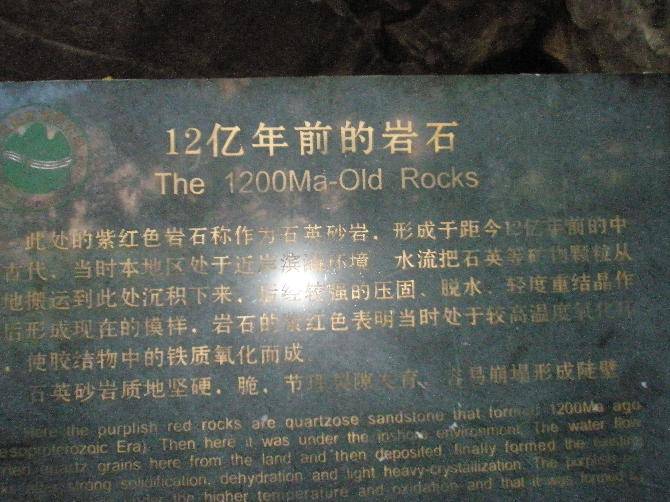 12亿年前的岩石
The 1200Ma-Old Rocks
此处的紫红色岩石称作为石英砂岩，形成于距今12亿年前的中
古代，当时本地区处于近岸滨海环境 水流把石英等矿物颗粒从
地搬运到此处沉积下来，后经较强的压固、脱水、轻度重结晶作
后形成现在的模样，岩石的紫红色表明当时处于较高温度氧化环
，使胶结物中的铁质氧化而成
石英砂岩质地坚硬，脆，节理裂隙发育、容易崩塌形成陡壁
Here the purplish red rocks are quartzose sandstone that formed 1200Ma ago
esoproterozoic Era) Then here it was under the inshore environment. The water flow
ried quartz grains here from the land and then deposited, finally formed the existing
strong solidification, dehydration and light heavy-crystallization. The purplish
the higher temperature and oxidation and that it was formed